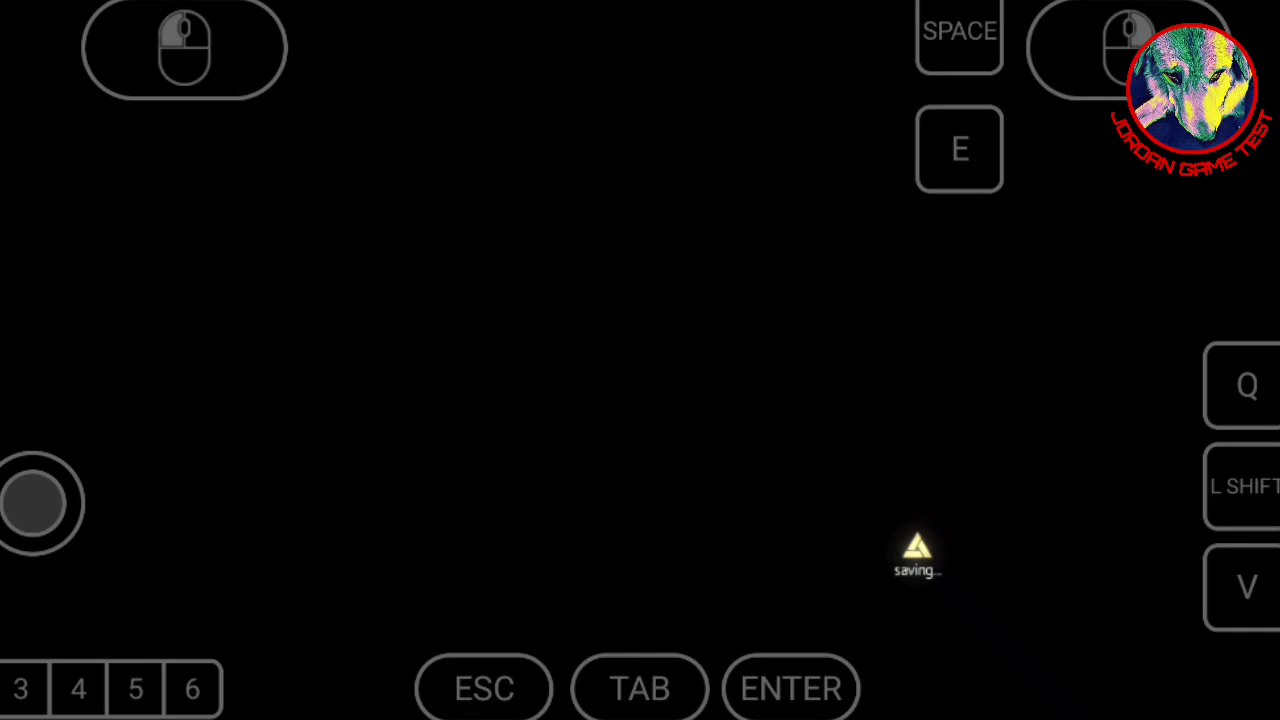 SPACE
E
JORDAN GAME TEST
Q
L SHIFT
saving...
V
3 4 5 6
ESC TAB ENTER